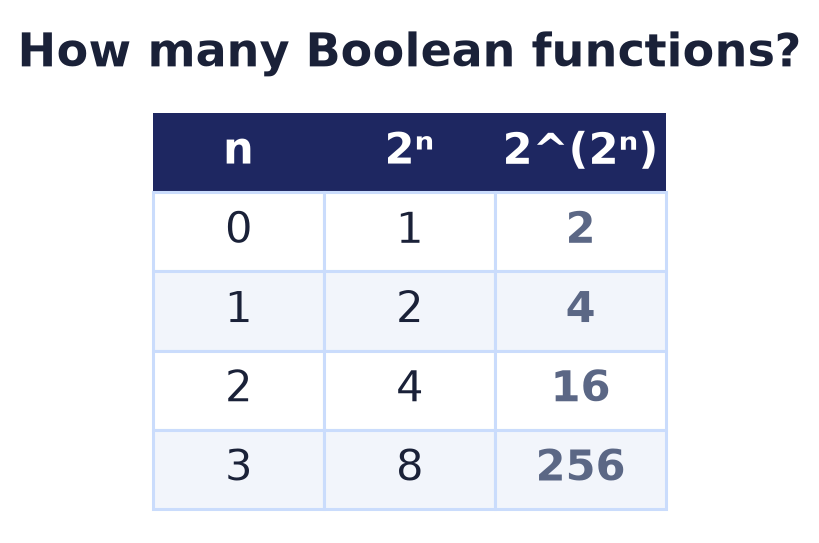 How many Boolean functions?
n 2ⁿ 2^(2ⁿ)
0 1 2
1 2 4
2 4 16
3 8 256